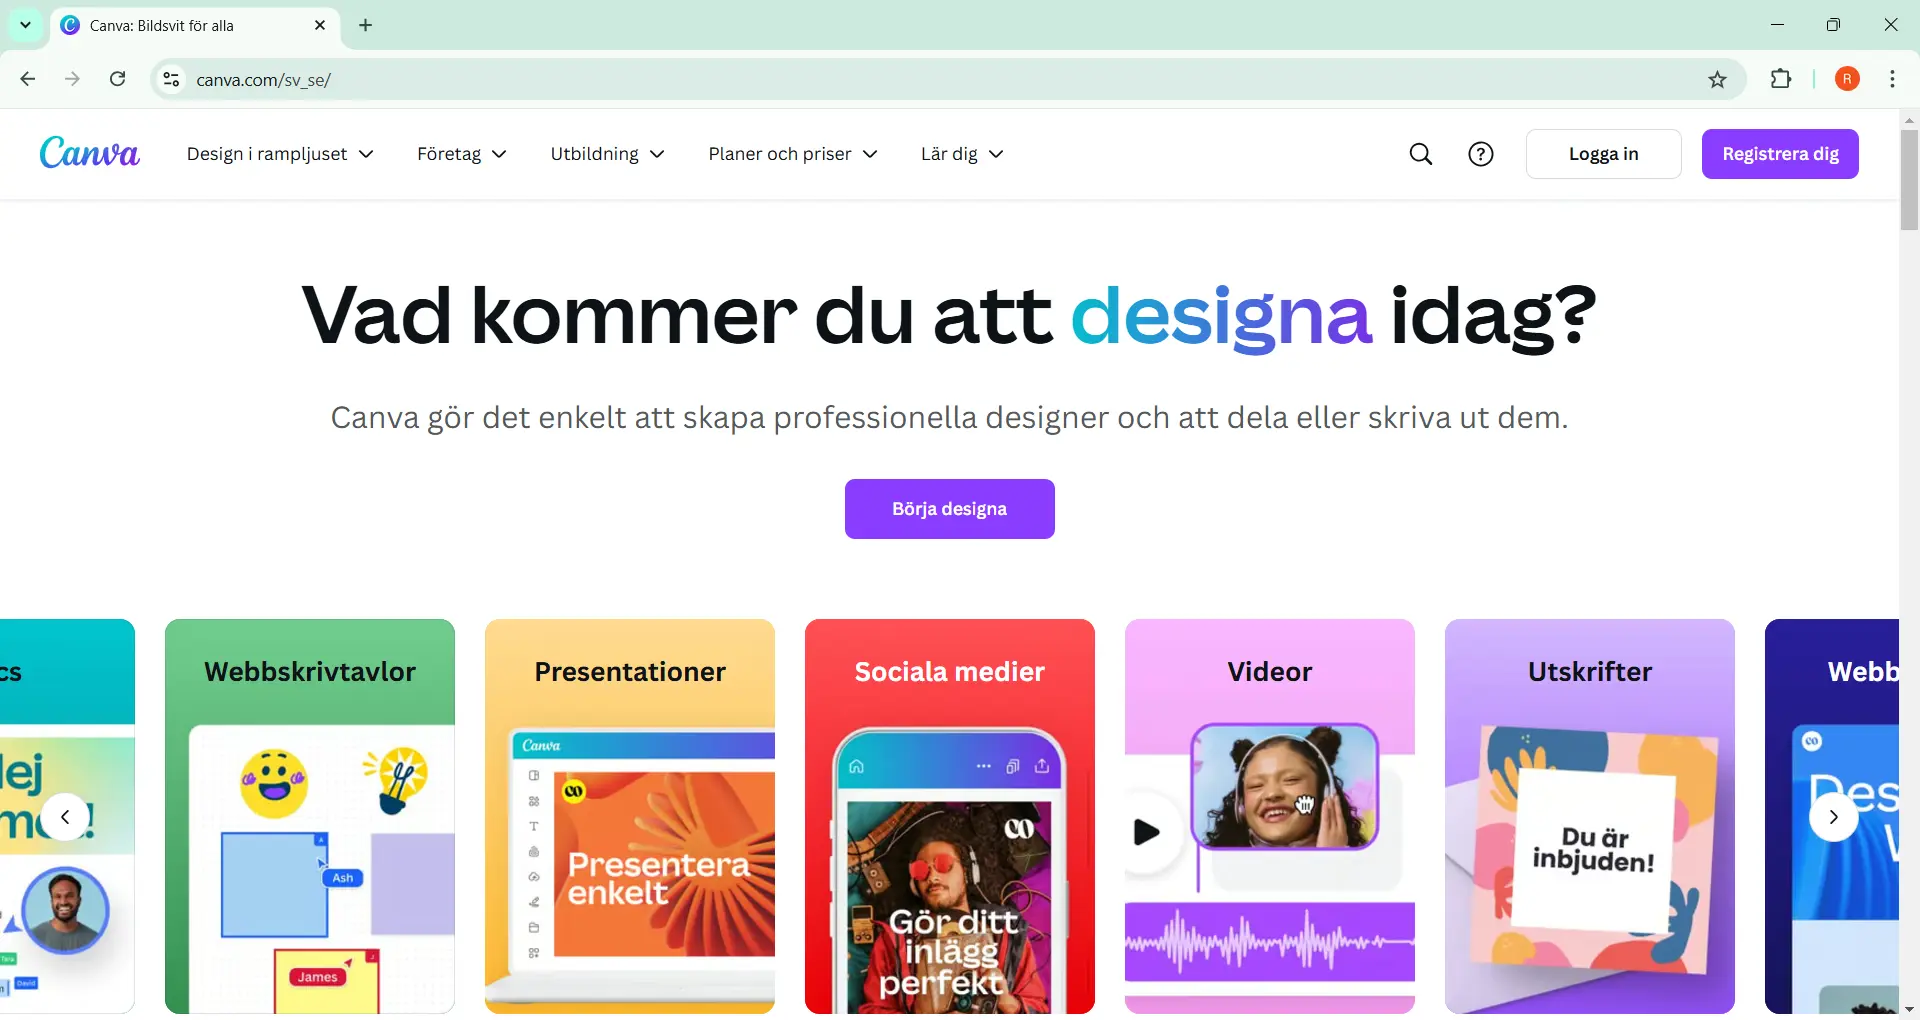 Canva: Bildsvit för alla
canva.com/sv_se/
R
Canva
Design i rampljuset
Företag
Utbildning
Planer och priser
Lär dig
Logga in
Registrera dig
Vad kommer du att designa idag?
Canva gör det enkelt att skapa professionella designer och att dela eller skriva ut dem.
Börja designa
cs
Webbskrivtavlor
Presentationer
Sociala medier
Videor
Utskrifter
Webb
Canva
Ash
James
Presentera
enkelt
Gör ditt
inlägg
perfekt
Du är
inbjuden!
Des
David